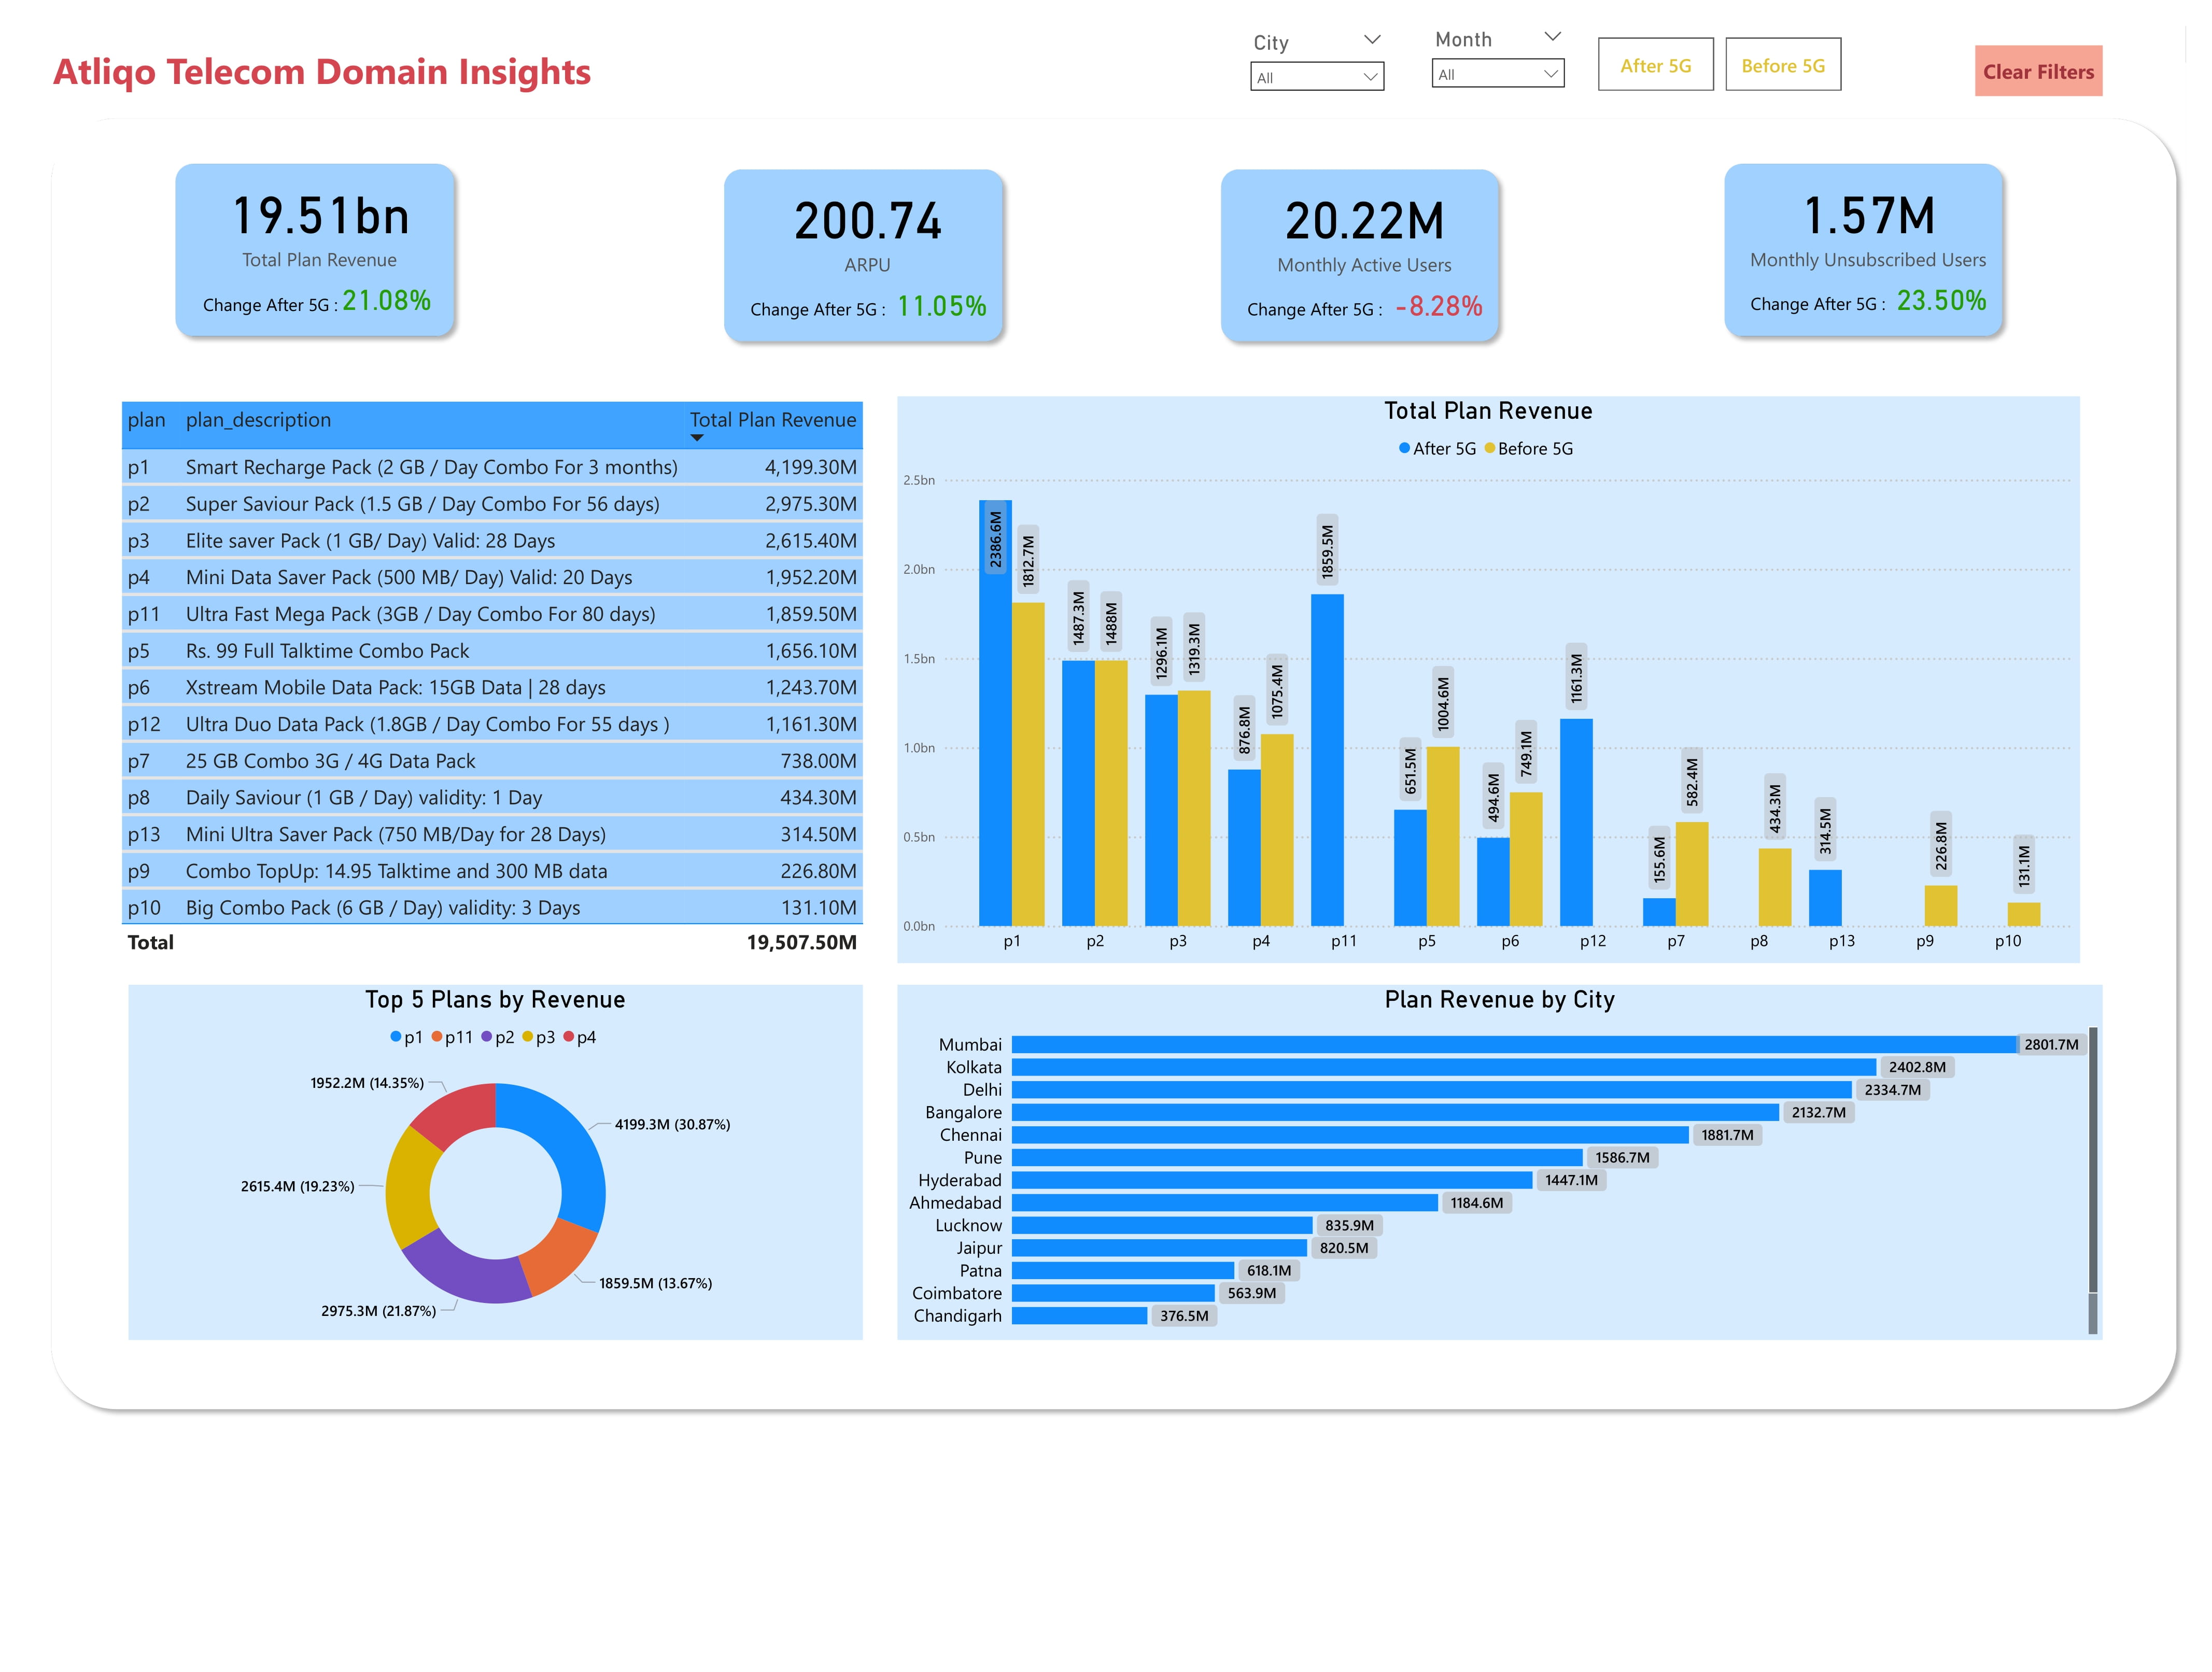 Atliqo Telecom Domain Insights
City
All
Month
All
After 5G
Before 5G
Clear Filters
19.51bn
Total Plan Revenue
Change After 5G : 21.08%
200.74
ARPU
Change After 5G : 11.05%
20.22M
Monthly Active Users
Change After 5G : -8.28%
1.57M
Monthly Unsubscribed Users
Change After 5G : 23.50%
plan plan_description Total Plan Revenue
p1 Smart Recharge Pack (2 GB / Day Combo For 3 months) 4,199.30M
p2 Super Saviour Pack (1.5 GB / Day Combo For 56 days) 2,975.30M
p3 Elite saver Pack (1 GB/ Day) Valid: 28 Days 2,615.40M
p4 Mini Data Saver Pack (500 MB/ Day) Valid: 20 Days 1,952.20M
p11 Ultra Fast Mega Pack (3GB / Day Combo For 80 days) 1,859.50M
p5 Rs. 99 Full Talktime Combo Pack 1,656.10M
p6 Xstream Mobile Data Pack: 15GB Data | 28 days 1,243.70M
p12 Ultra Duo Data Pack (1.8GB / Day Combo For 55 days ) 1,161.30M
p7 25 GB Combo 3G / 4G Data Pack 738.00M
p8 Daily Saviour (1 GB / Day) validity: 1 Day 434.30M
p13 Mini Ultra Saver Pack (750 MB/Day for 28 Days) 314.50M
p9 Combo TopUp: 14.95 Talktime and 300 MB data 226.80M
p10 Big Combo Pack (6 GB / Day) validity: 3 Days 131.10M
Total 19,507.50M
Total Plan Revenue
After 5G Before 5G
2.5bn
2.0bn
1.5bn
1.0bn
0.5bn
0.0bn
2386.6M
1812.7M
1487.3M
1488M
1296.1M
1319.3M
876.8M
1075.4M
1859.5M
651.5M
1004.6M
494.6M
749.1M
1161.3M
155.6M
582.4M
434.3M
314.5M
226.8M
131.1M
p1 p2 p3 p4 p11 p5 p6 p12 p7 p8 p13 p9 p10
Top 5 Plans by Revenue
p1 p11 p2 p3 p4
1952.2M (14.35%)
4199.3M (30.87%)
2615.4M (19.23%)
1859.5M (13.67%)
2975.3M (21.87%)
Plan Revenue by City
Mumbai 2801.7M
Kolkata 2402.8M
Delhi 2334.7M
Bangalore 2132.7M
Chennai 1881.7M
Pune 1586.7M
Hyderabad 1447.1M
Ahmedabad 1184.6M
Lucknow 835.9M
Jaipur 820.5M
Patna 618.1M
Coimbatore 563.9M
Chandigarh 376.5M